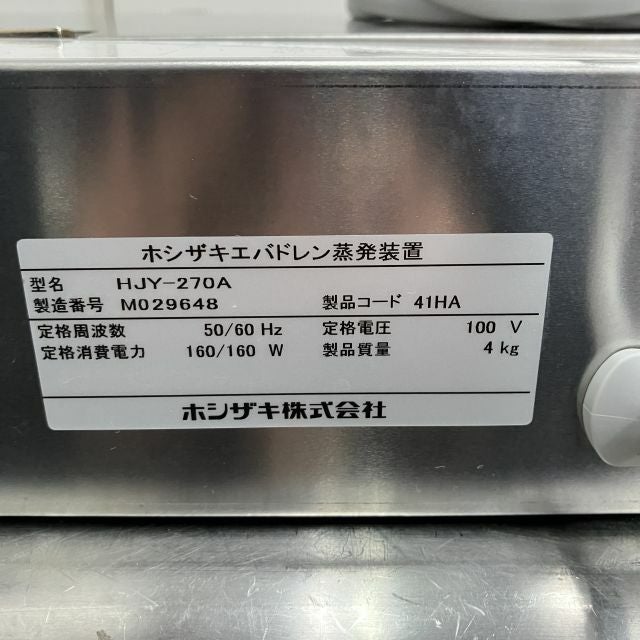 ホシザキエバドレン蒸発装置
型名 HJY-270A
製造番号 M029648 製品コード 41HA
定格周波数 50/60 Hz 定格電圧 100 V
定格消費電力 160/160 W 製品質量 4 kg
ホシザキ株式会社